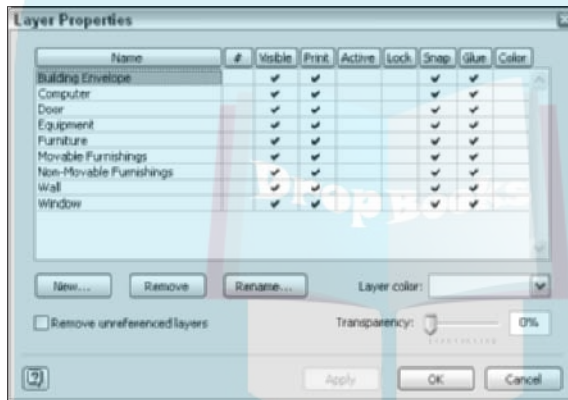 Layer Properties
Name # Visible Print Active Lock Snap Glue Color
Building Envelope
Computer
Door
Equipment
Furniture
Movable Furnishings
Non-Movable Furnishings
Wall
Window
DropBooks
New... Remove Rename... Layer color:
Remove unreferenced layers Transparency: 0%
? Apply OK Cancel